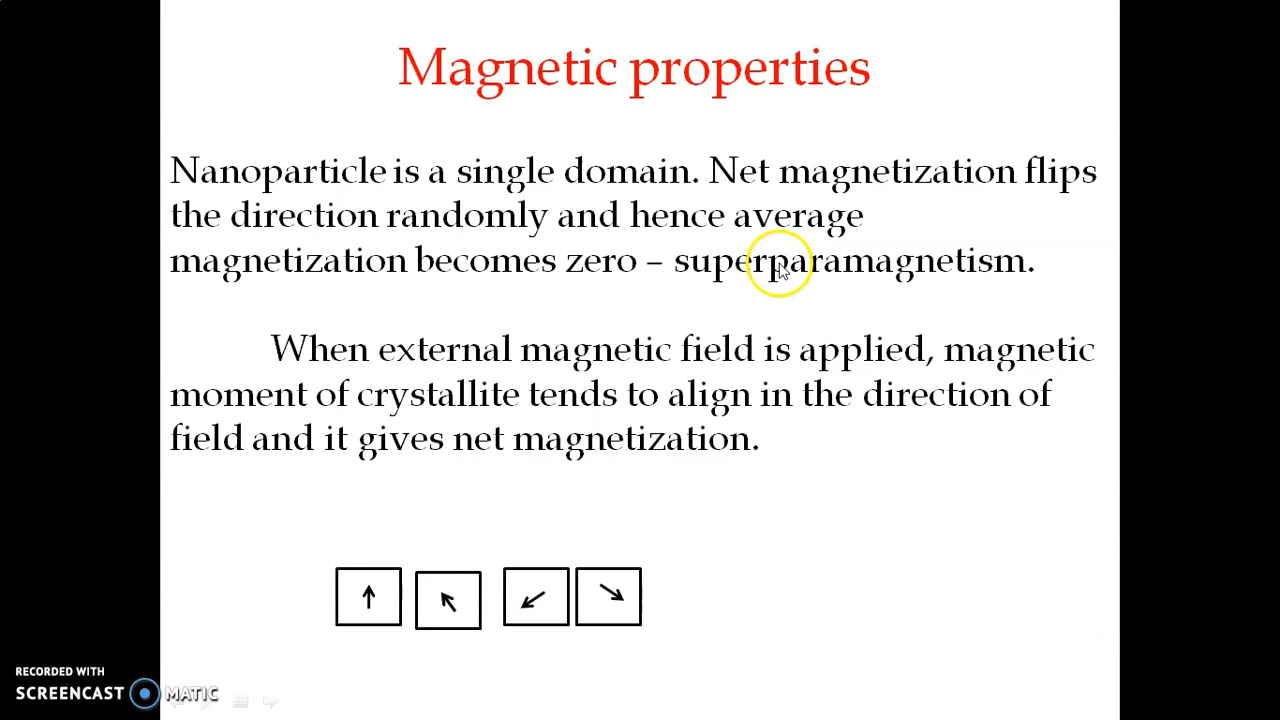 Magnetic properties
Nanoparticle is a single domain. Net magnetization flips
the direction randomly and hence average
magnetization becomes zero – superparamagnetism.
When external magnetic field is applied, magnetic
moment of crystallite tends to align in the direction of
field and it gives net magnetization.
RECORDED WITH
SCREENCAST MATIC